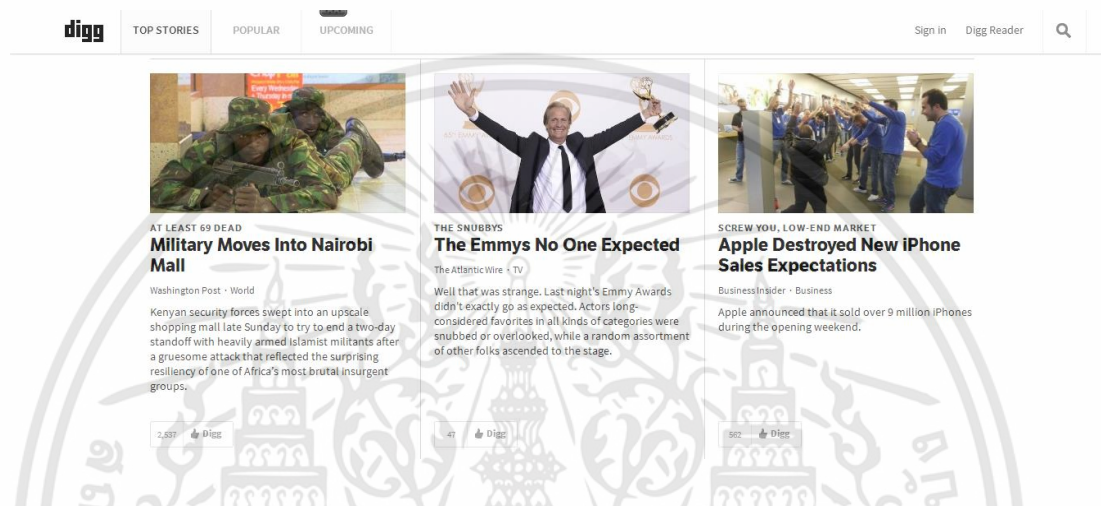 digg
TOP STORIES
POPULAR
UPCOMING
Sign in
Digg Reader
AT LEAST 69 DEAD
Military Moves Into Nairobi
Mall
Washington Post · World
Kenyan security forces swept into an upscale
shopping mall late Sunday to try to end a two-day
standoff with heavily armed Islamist militants after
a gruesome attack that reflected the surprising
resiliency of one of Africa's most brutal insurgent
groups.
2,537
Digg
THE SNUBBYS
The Emmys No One Expected
The Atlantic Wire · TV
Well that was strange. Last night's Emmy Awards
didn't exactly go as expected. Actors long-
considered favorites in all kinds of categories were
snubbed or overlooked, while a random assortment
of other folks ascended to the stage.
47
Digg
SCREW YOU, LOW-END MARKET
Apple Destroyed New iPhone
Sales Expectations
Business Insider · Business
Apple announced that it sold over 9 million iPhones
during the opening weekend.
562
Digg